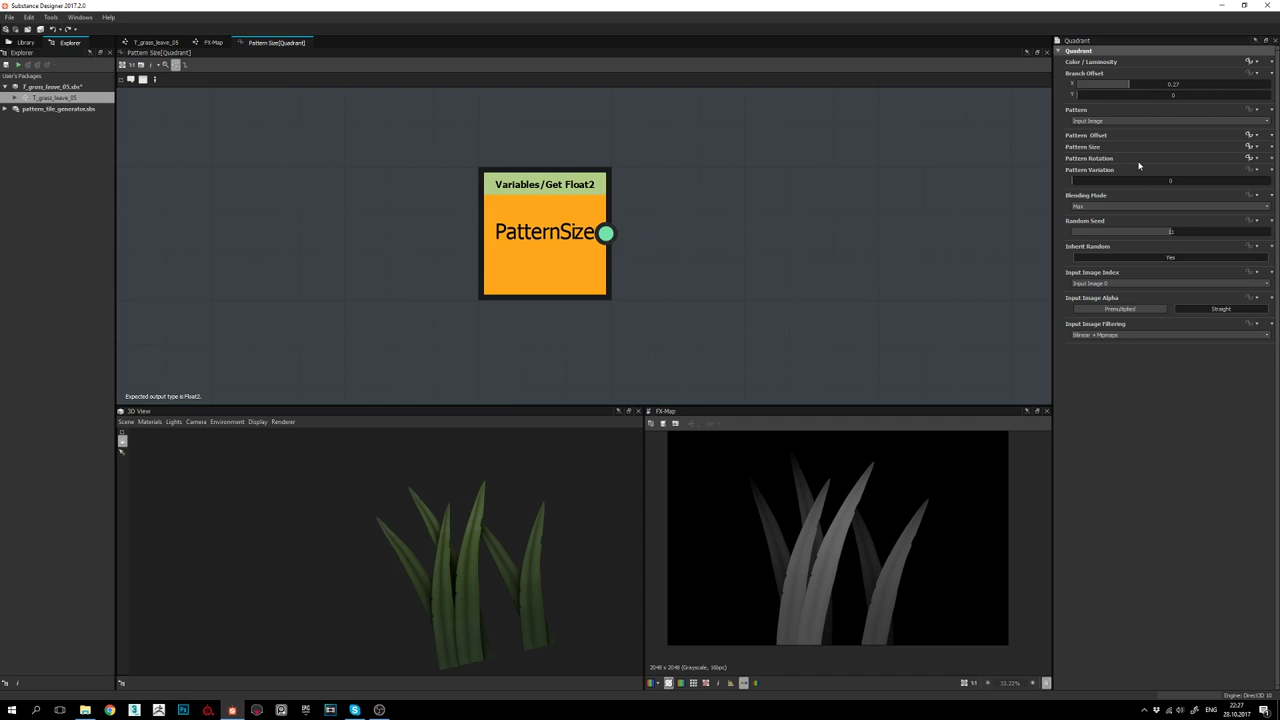 Substance Designer 2017.2.0
File Edit Tools Windows Help
Library Explorer
T_grass_leave_05 FX-Map Pattern Size[Quadrant]
Explorer
Pattern Size[Quadrant]
User's Packages
T_grass_leave_05.sbs*
T_grass_leave_05
pattern_tile_generator.sbs
Variables/Get Float2
PatternSize
Expected output type is Float2.
3D View
Scene Materials Lights Camera Environment Display Renderer
FX-Map
2048 x 2048 (Grayscale, 16bpc)
33.22%
Quadrant
Quadrant
Color / Luminosity
Branch Offset
X 0.27
Y 0
Pattern
Input Image
Pattern Offset
Pattern Size
Pattern Rotation
Pattern Variation
0
Blending Mode
Max
Random Seed
Inherit Random
Yes
Input Image Index
Input Image 0
Input Image Alpha
Premultiplied Straight
Input Image Filtering
Bilinear + Mipmaps
Engine: Direct3D 10
ENG
22:27
28.10.2017